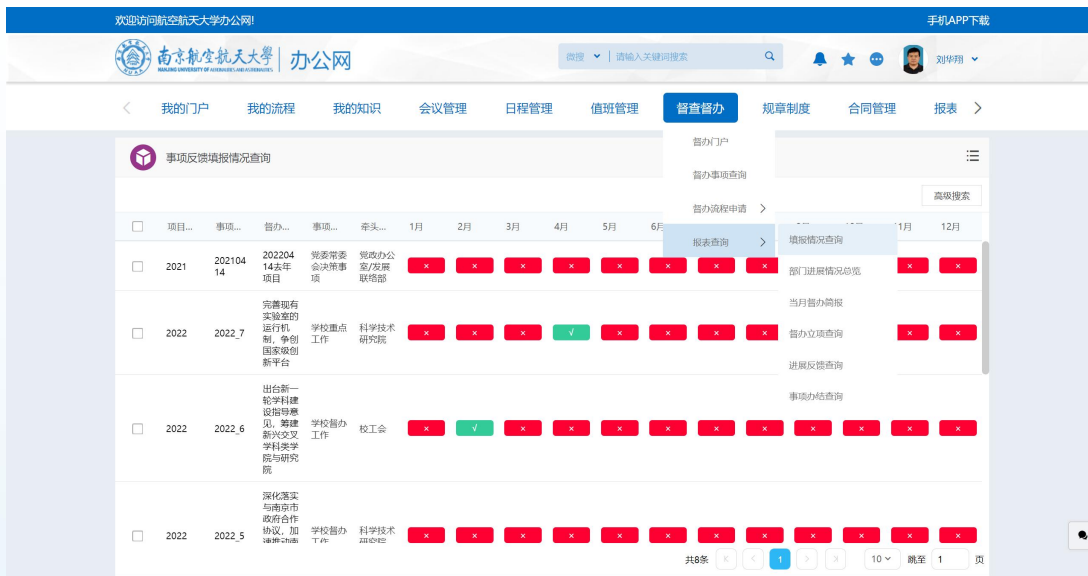 欢迎访问航空航天大学办公网! 手机APP下载
南京航空航天大学 办公网 微搜 请输入关键词搜索 刘华翔
NANJING UNIVERSITY OF AERONAUTICS AND ASTRONAUTICS
我的门户 我的流程 我的知识 会议管理 日程管理 值班管理 督查督办 规章制度 合同管理 报表
督办门户
事项反馈填报情况查询
督办事项查询
高级搜索
督办流程申请
项目... 事项... 督办... 事项... 牵头... 1月 2月 3月 4月 5月 6月 1月 12月
报表查询 填报情况查询
部门进展情况总览
当月督办简报
督办立项查询
进展反馈查询
事项办结查询
2021
202104
14
202204
14去年
项目
党委常委
会决策事
项
党政办公
室/发展
联络部
× × × × × × × × × ×
2022
2022_7
完善现有
实验室的
运行机
制，争创
国家级创
新平台
学校重点
工作
科学技术
研究院
× × × √ × × × × × ×
2022
2022_6
出台新一
轮学科建
设指导意
见，筹建
新兴交叉
学科类学
院与研究
院
学校督办
工作
校工会
× √ × × × × × × × × × ×
2022
2022_5
深化落实
与南京市
政府合作
协议，加
速推动南
学校督办
工作
科学技术
研究院
× × × × × × × × × × × ×
共8条 1 10 跳至 1 页